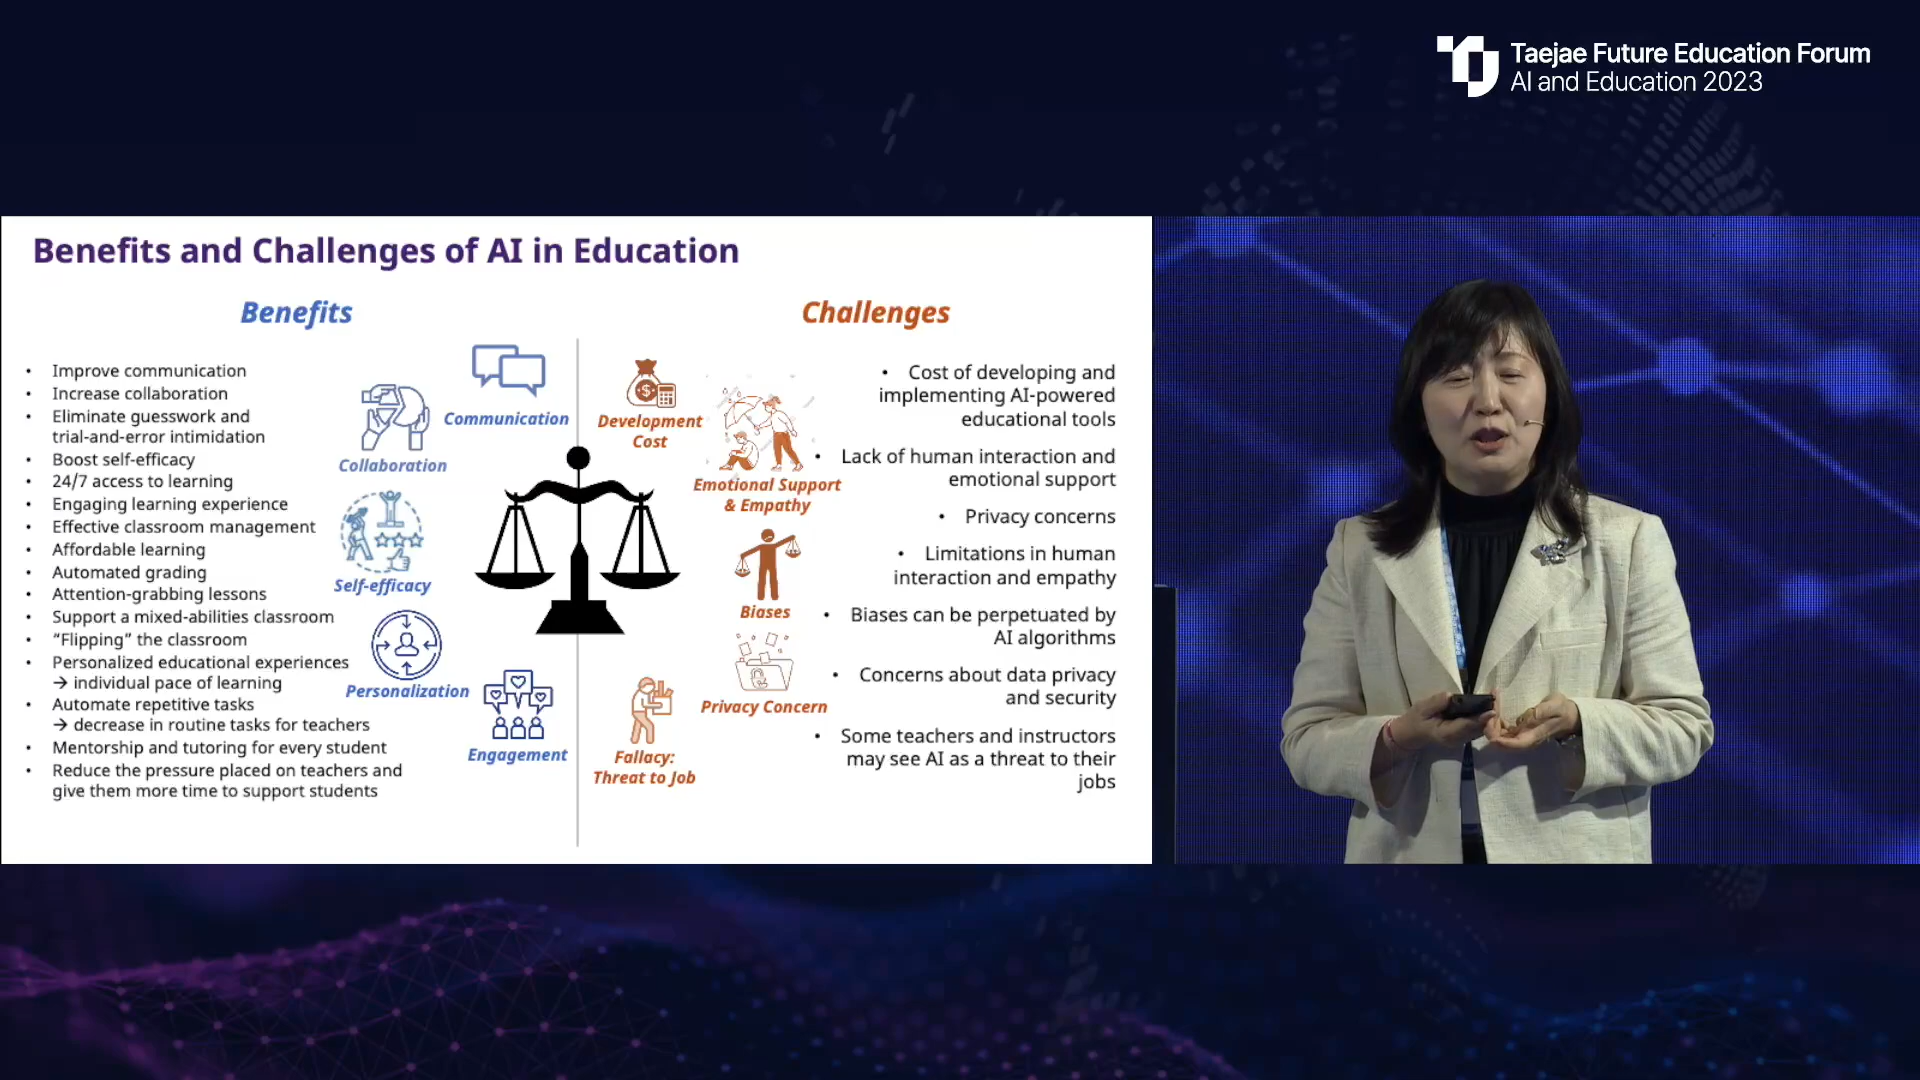 Taejae Future Education Forum
AI and Education 2023
Benefits and Challenges of AI in Education
Benefits
• Improve communication
• Increase collaboration
• Eliminate guesswork and
trial-and-error intimidation
• Boost self-efficacy
• 24/7 access to learning
• Engaging learning experience
• Effective classroom management
• Affordable learning
• Automated grading
• Attention-grabbing lessons
• Support a mixed-abilities classroom
• “Flipping” the classroom
• Personalized educational experiences
→ individual pace of learning
• Automate repetitive tasks
→ decrease in routine tasks for teachers
• Mentorship and tutoring for every student
• Reduce the pressure placed on teachers and
give them more time to support students
Communication
Collaboration
Self-efficacy
Personalization
Engagement
Challenges
Development
Cost
Emotional Support
& Empathy
Biases
Privacy Concern
Fallacy:
Threat to Job
• Cost of developing and
implementing AI-powered
educational tools
• Lack of human interaction and
emotional support
• Privacy concerns
• Limitations in human
interaction and empathy
• Biases can be perpetuated by
AI algorithms
• Concerns about data privacy
and security
• Some teachers and instructors
may see AI as a threat to their
jobs